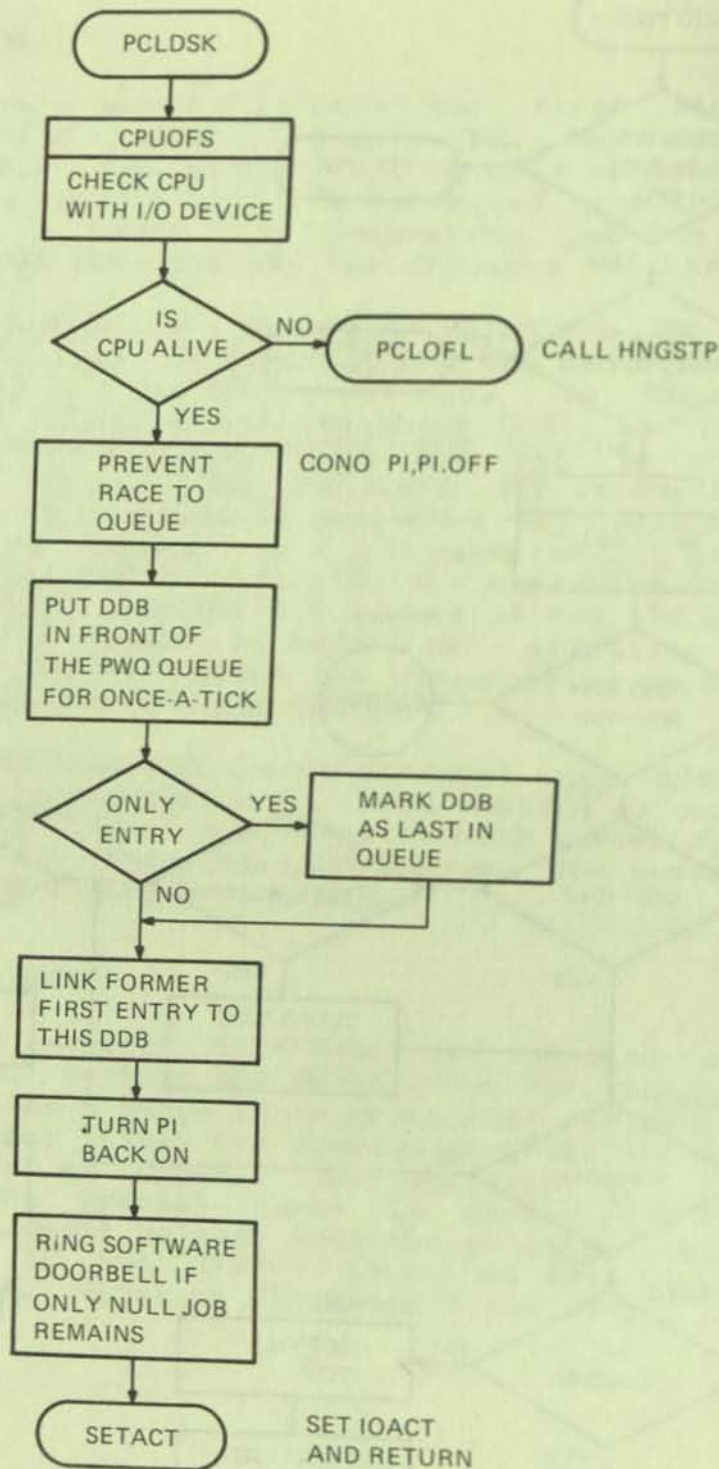 PCLDSK
CPUOFS
CHECK CPU
WITH I/O DEVICE
IS
CPU ALIVE
NO
PCLOFL
CALL HNGSTP
YES
PREVENT
RACE TO
QUEUE
CONO PI,PI.OFF
PUT DDB
IN FRONT OF
THE PWQ QUEUE
FOR ONCE-A-TICK
ONLY
ENTRY
YES
MARK DDB
AS LAST IN
QUEUE
NO
LINK FORMER
FIRST ENTRY TO
THIS DDB
TURN PI
BACK ON
RING SOFTWARE
DOORBELL IF
ONLY NULL JOB
REMAINS
SETACT
SET IOACT
AND RETURN